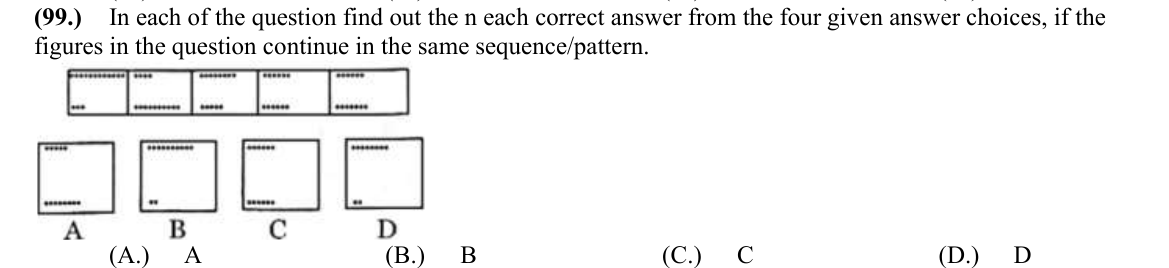 (99.) In each of the question find out the n each correct answer from the four given answer choices, if the
figures in the question continue in the same sequence/pattern.
A B C D
(A.) A (B.) B (C.) C (D.) D